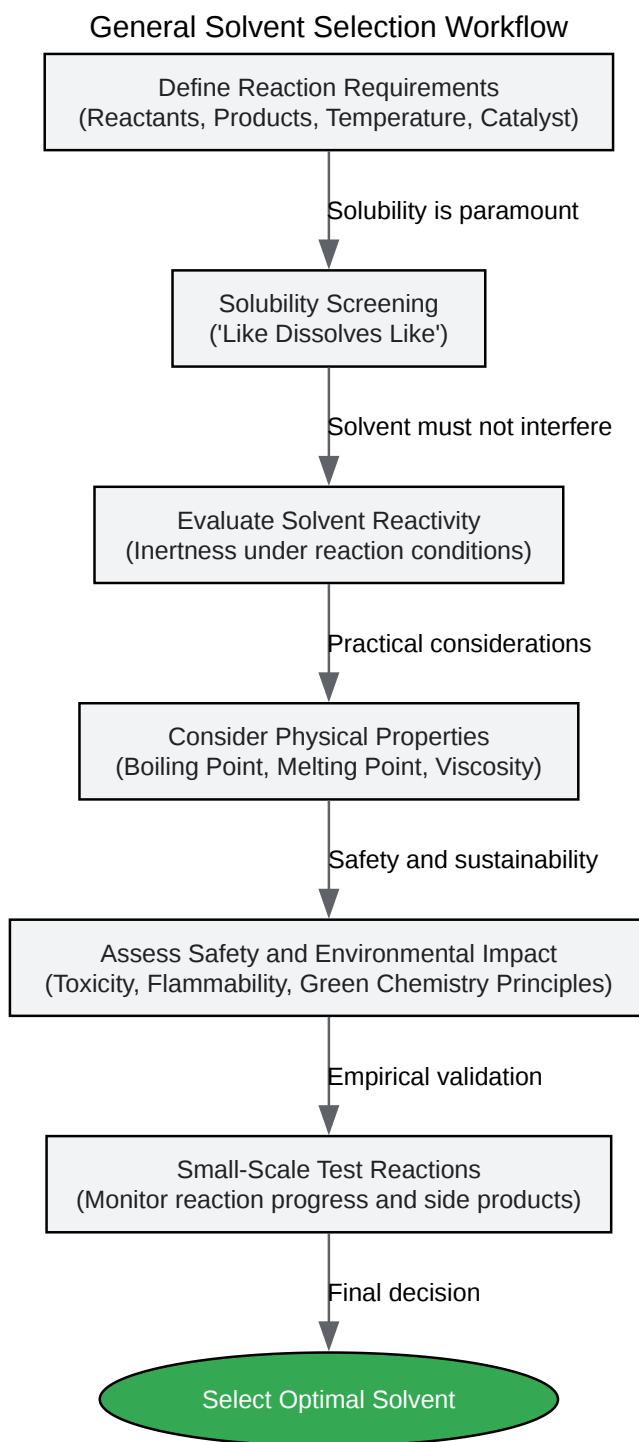 General Solvent Selection Workflow
Define Reaction Requirements
(Reactants, Products, Temperature, Catalyst)
Solubility is paramount
Solubility Screening
('Like Dissolves Like')
Solvent must not interfere
Evaluate Solvent Reactivity
(Inertness under reaction conditions)
Practical considerations
Consider Physical Properties
(Boiling Point, Melting Point, Viscosity)
Safety and sustainability
Assess Safety and Environmental Impact
(Toxicity, Flammability, Green Chemistry Principles)
Empirical validation
Small-Scale Test Reactions
(Monitor reaction progress and side products)
Final decision
Select Optimal Solvent